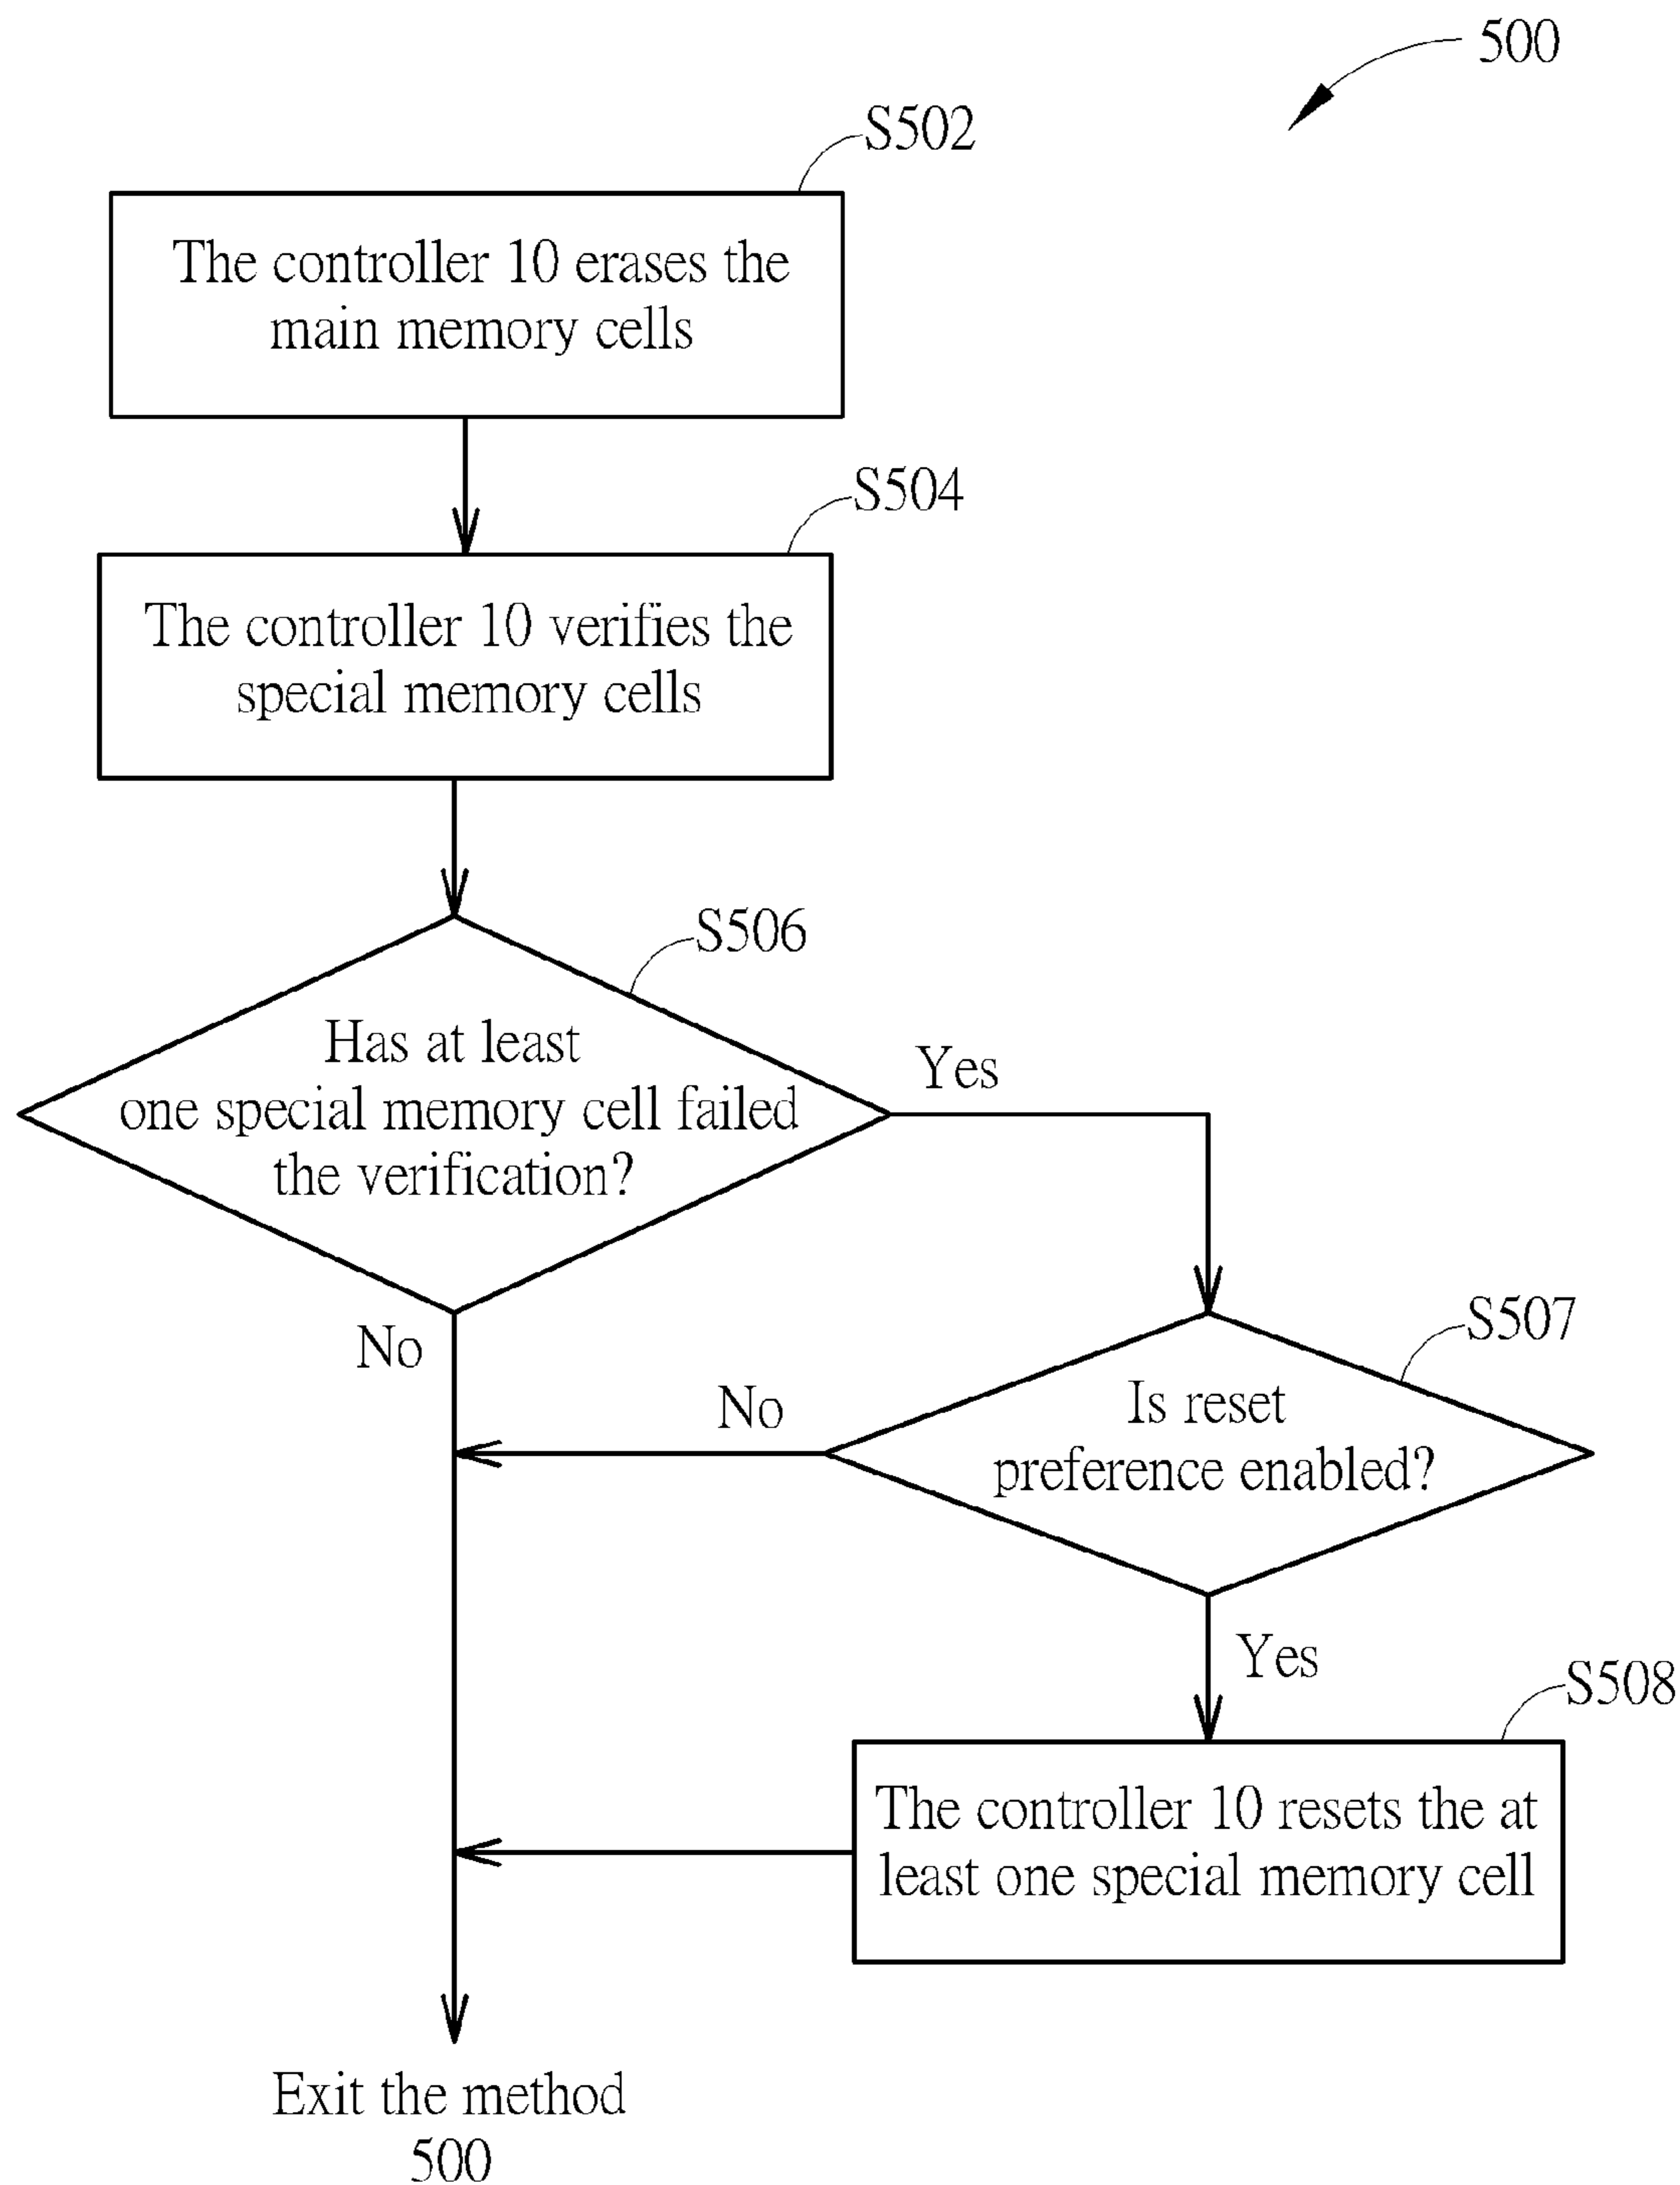 500
S502
The controller 10 erases the
main memory cells
S504
The controller 10 verifies the
special memory cells
S506
Has at least
one special memory cell failed
the verification?
Yes
No
S507
Is reset
preference enabled?
No
Yes
S508
The controller 10 resets the at
least one special memory cell
Exit the method
500